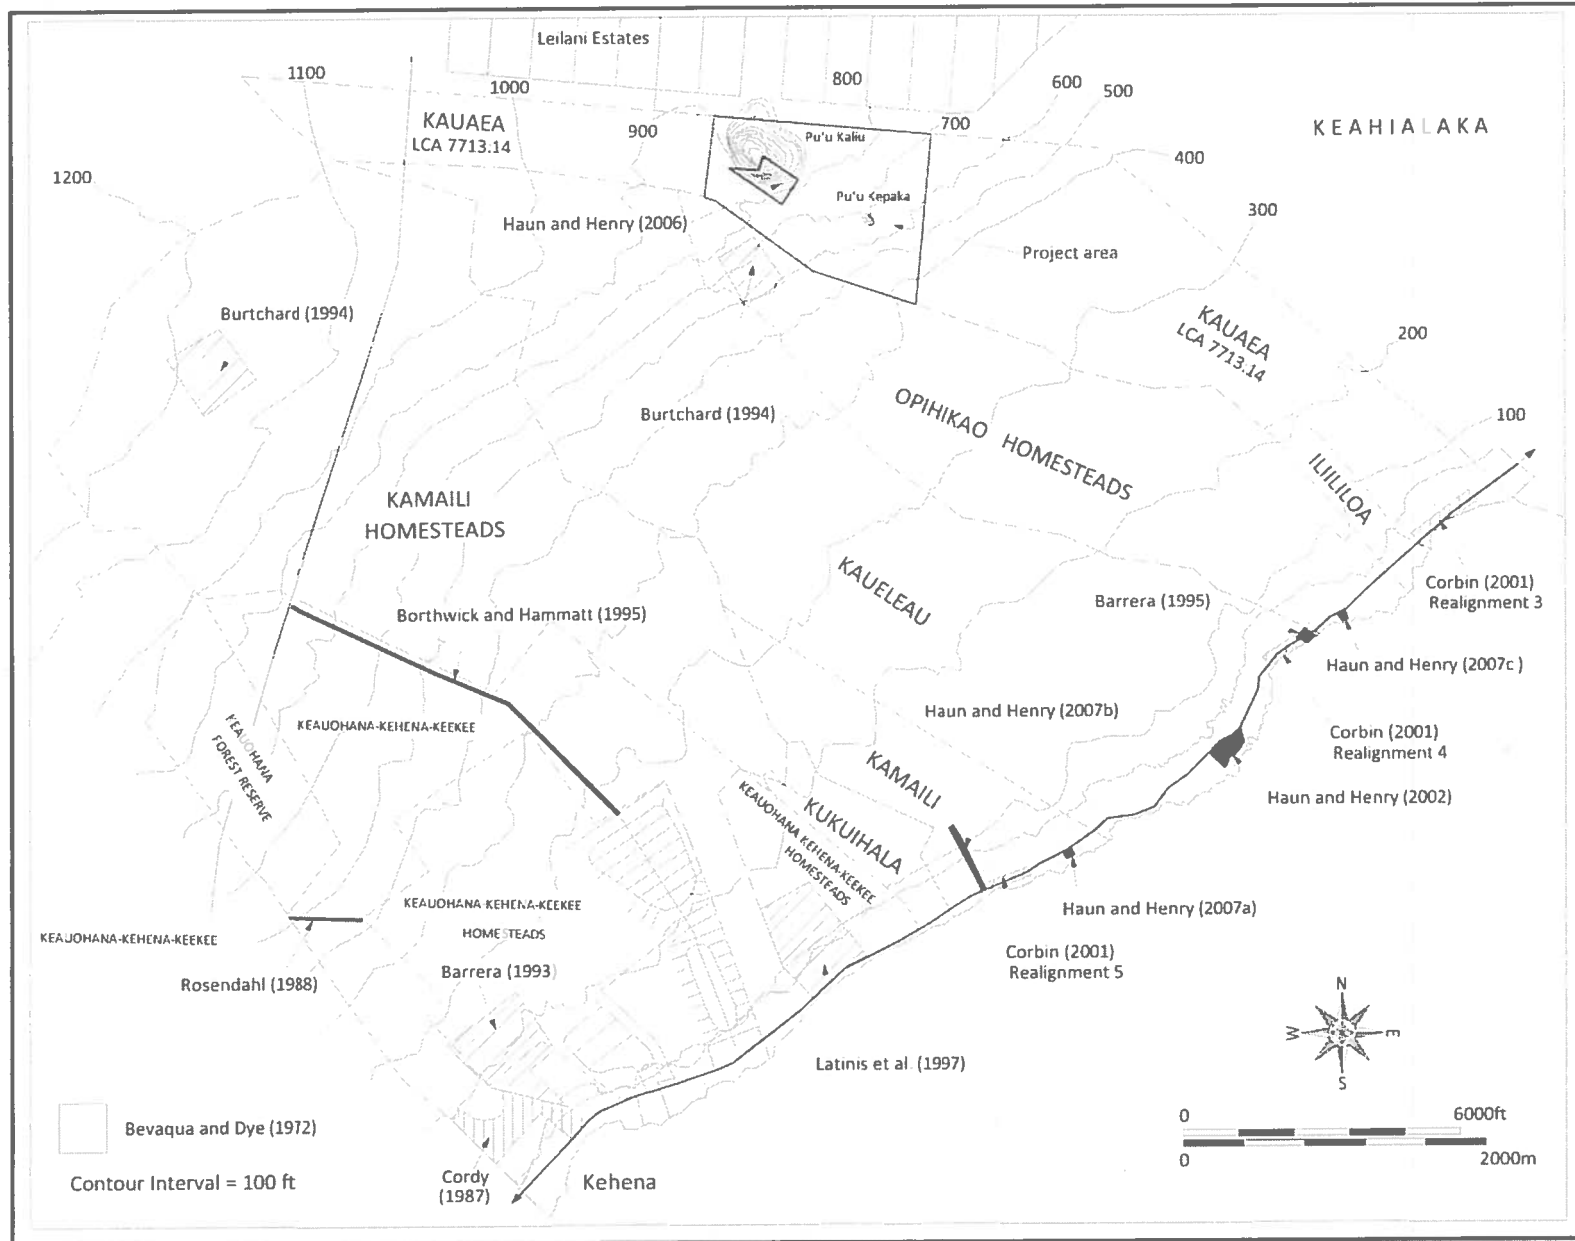 Leilani Estates
1100
1000
900
800
700
600
500
400
300
200
100
1200
KAUAEA
LCA 7713.14
Pu'u Kaliu
Pu'u Kepaka
KEAHIALAKA
Haun and Henry (2006)
Project area
Burtchard (1994)
KAUAEA
LCA 7713.14
Burtchard (1994)
OPIHIKAO HOMESTEADS
ILIILILOA
KAMAILI
HOMESTEADS
KAUELEAU
Corbin (2001)
Realignment 3
Barrera (1995)
Borthwick and Hammatt (1995)
Haun and Henry (2007c)
KEAUOHANA
FOREST RESERVE
KEAUOHANA-KEHENA-KEEKEE
Haun and Henry (2007b)
Corbin (2001)
Realignment 4
KAMAILI
KUKUIHALA
KEAUOHANA KEHENA-KEEKEE
HOMESTEADS
Haun and Henry (2002)
KEAUOHANA-KEHENA-KEEKEE
HOMESTEADS
Haun and Henry (2007a)
KEAUOHANA-KEHENA-KEEKEE
Rosendahl (1988)
Barrera (1993)
Corbin (2001)
Realignment 5
N
W
E
S
Latinis et al. (1997)
Bevaqua and Dye (1972)
Contour Interval = 100 ft
Cordy
(1987)
Kehena
0
6000ft
0
2000m